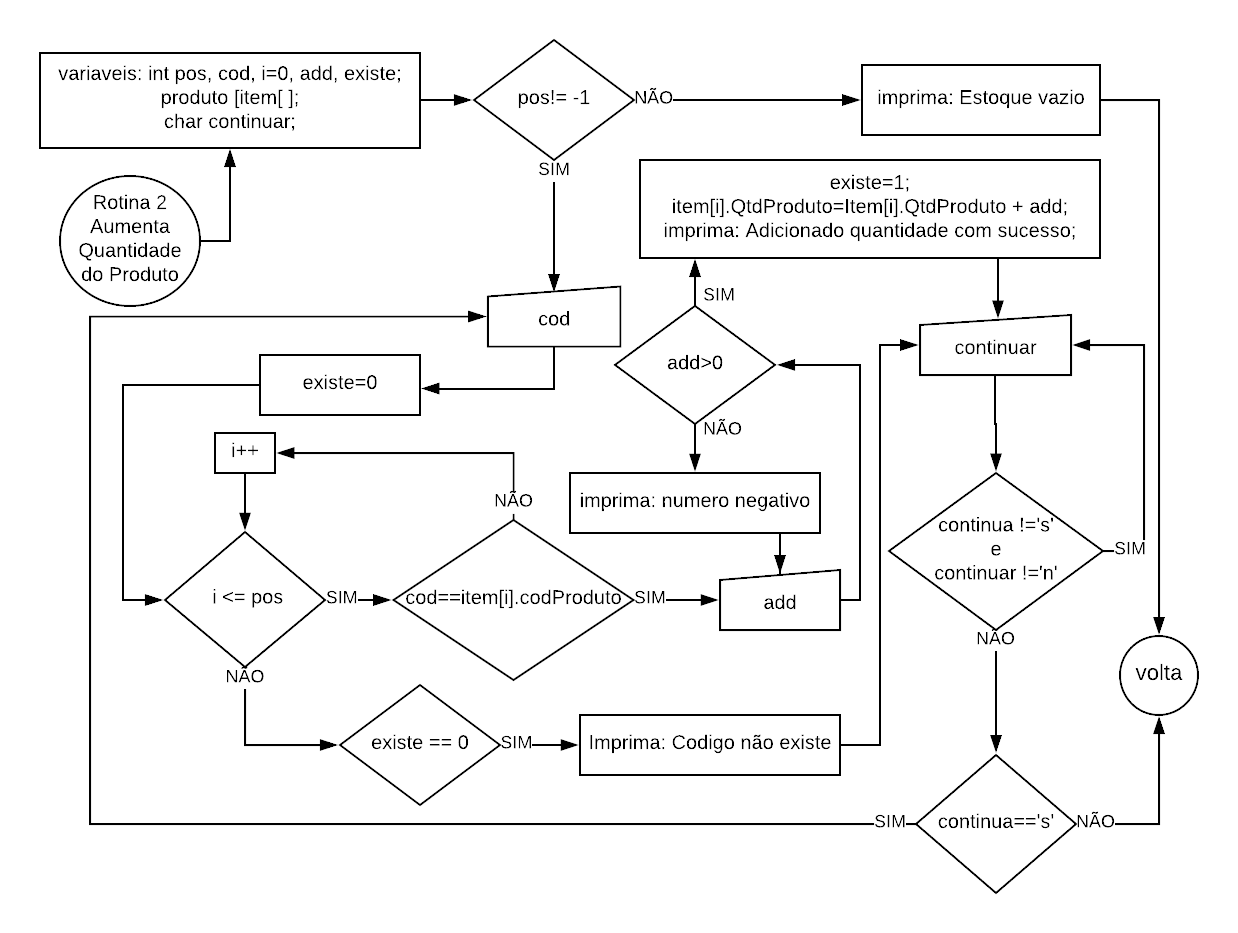 variaveis: int pos, cod, i=0, add, existe;
produto [item[ ];
char continuar;
pos!= -1
NÃO
imprima: Estoque vazio
SIM
Rotina 2
Aumenta
Quantidade
do Produto
existe=1;
item[i].QtdProduto=Item[i].QtdProduto + add;
imprima: Adicionado quantidade com sucesso;
SIM
cod
continuar
add>0
existe=0
NÃO
i++
NÃO
imprima: numero negativo
continua !='s'
e
continuar !='n'
SIM
i <= pos
SIM
cod==item[i].codProduto
SIM
add
NÃO
NÃO
volta
existe == 0
SIM
Imprima: Codigo não existe
SIM
continua=='s'
NÃO